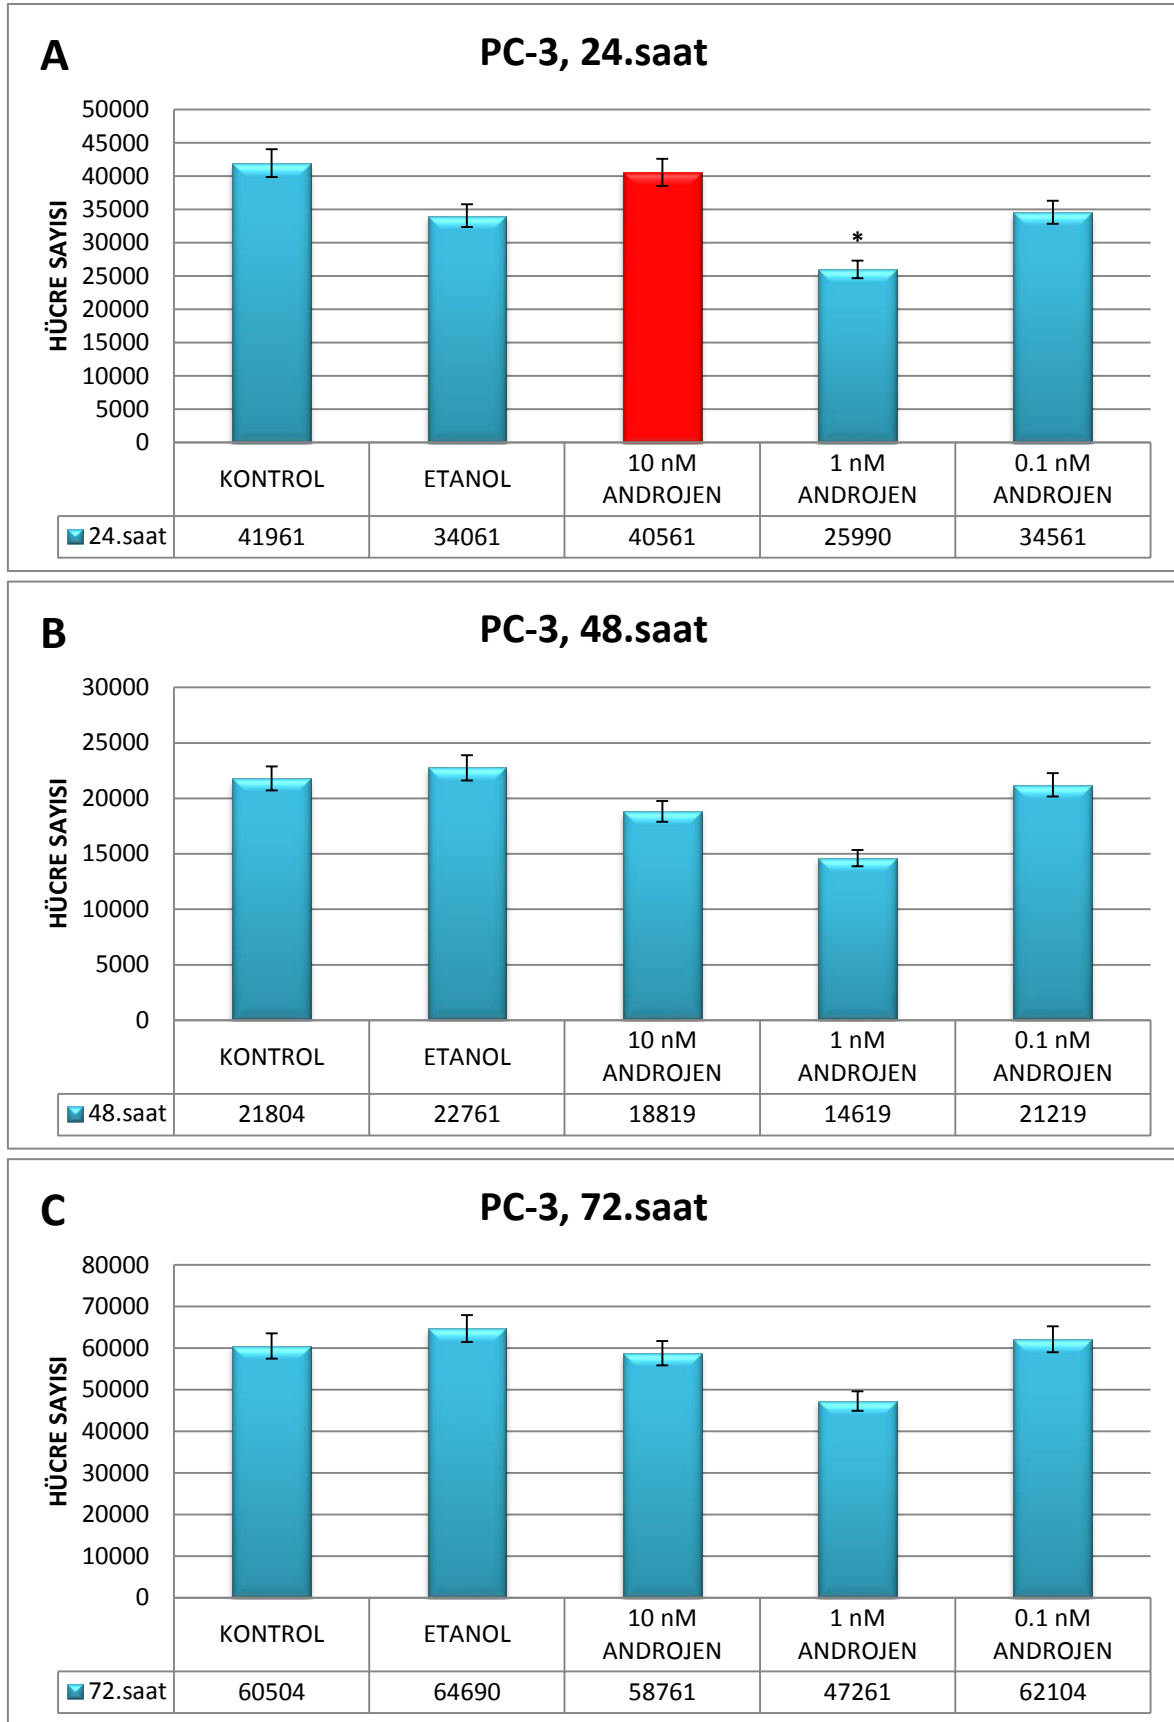 A
PC-3, 24.saat
HÜCRE SAYISI
50000
45000
40000
35000
30000
25000
20000
15000
10000
5000
0
*
KONTROL
ETANOL
10 nM
ANDROJEN
1 nM
ANDROJEN
0.1 nM
ANDROJEN
24.saat 41961 34061 40561 25990 34561
B
PC-3, 48.saat
HÜCRE SAYISI
30000
25000
20000
15000
10000
5000
0
KONTROL
ETANOL
10 nM
ANDROJEN
1 nM
ANDROJEN
0.1 nM
ANDROJEN
48.saat 21804 22761 18819 14619 21219
C
PC-3, 72.saat
HÜCRE SAYISI
80000
70000
60000
50000
40000
30000
20000
10000
0
KONTROL
ETANOL
10 nM
ANDROJEN
1 nM
ANDROJEN
0.1 nM
ANDROJEN
72.saat 60504 64690 58761 47261 62104